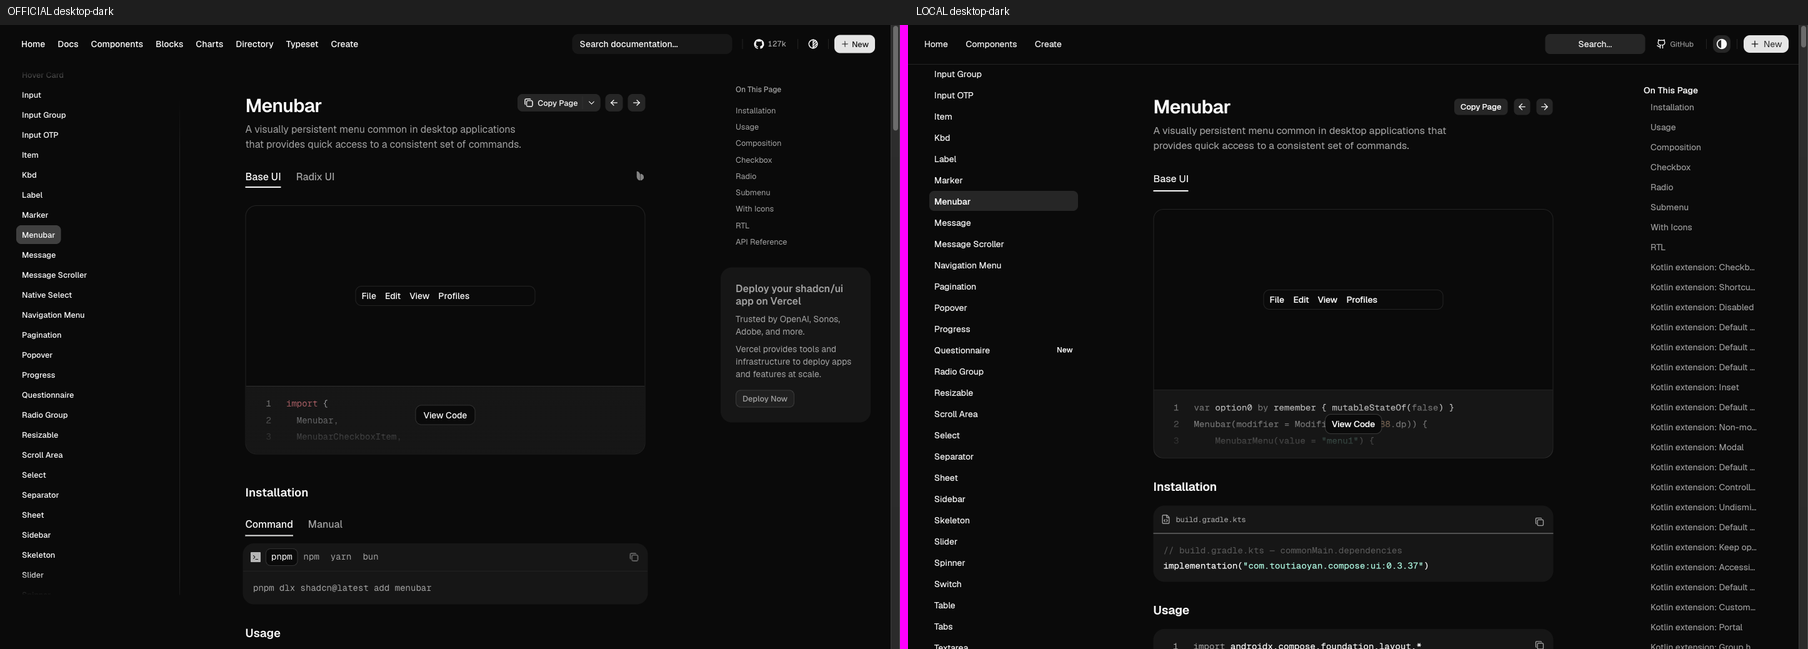 OFFICIAL desktop-dark
Home Docs Components Blocks Charts Directory Typeset Create
Search documentation...
127k
+ New
Hover Card
Input
Input Group
Input OTP
Item
Kbd
Label
Marker
Menubar
Message
Message Scroller
Native Select
Navigation Menu
Pagination
Popover
Progress
Questionnaire
Radio Group
Resizable
Scroll Area
Select
Separator
Sheet
Sidebar
Skeleton
Slider
Menubar
Copy Page
A visually persistent menu common in desktop applications
that provides quick access to a consistent set of commands.
Base UI Radix UI
File Edit View Profiles
1 import {
2 Menubar,
3 MenubarCheckboxItem,
View Code
Installation
Command Manual
pnpm npm yarn bun
pnpm dlx shadcn@latest add menubar
Usage
On This Page
Installation
Usage
Composition
Checkbox
Radio
Submenu
With Icons
RTL
API Reference
Deploy your shadcn/ui
app on Vercel
Trusted by OpenAI, Sonos,
Adobe, and more.
Vercel provides tools and
infrastructure to deploy apps
and features at scale.
Deploy Now
LOCAL desktop-dark
Home Components Create
Search...
GitHub
+ New
Input Group
Input OTP
Item
Kbd
Label
Marker
Menubar
Message
Message Scroller
Navigation Menu
Pagination
Popover
Progress
Questionnaire New
Radio Group
Resizable
Scroll Area
Select
Separator
Sheet
Sidebar
Skeleton
Slider
Spinner
Switch
Table
Tabs
Textarea
Menubar
Copy Page
A visually persistent menu common in desktop applications that
provides quick access to a consistent set of commands.
Base UI
File Edit View Profiles
1 var option0 by remember { mutableStateOf(false) }
2 Menubar(modifier = Modifi 88.dp)) {
3 MenubarMenu(value = "menu1") {
View Code
Installation
build.gradle.kts
// build.gradle.kts — commonMain.dependencies
implementation("com.toutiaoyan.compose:ui:0.3.37")
Usage
1 import androidx.compose.foundation.layout.*
On This Page
Installation
Usage
Composition
Checkbox
Radio
Submenu
With Icons
RTL
Kotlin extension: Checkb...
Kotlin extension: Shortcu...
Kotlin extension: Disabled
Kotlin extension: Default ...
Kotlin extension: Default ...
Kotlin extension: Default ...
Kotlin extension: Inset
Kotlin extension: Default ...
Kotlin extension: Non-mo...
Kotlin extension: Modal
Kotlin extension: Default ...
Kotlin extension: Controll...
Kotlin extension: Undismi...
Kotlin extension: Default ...
Kotlin extension: Keep op...
Kotlin extension: Accessi...
Kotlin extension: Default ...
Kotlin extension: Custom...
Kotlin extension: Portal